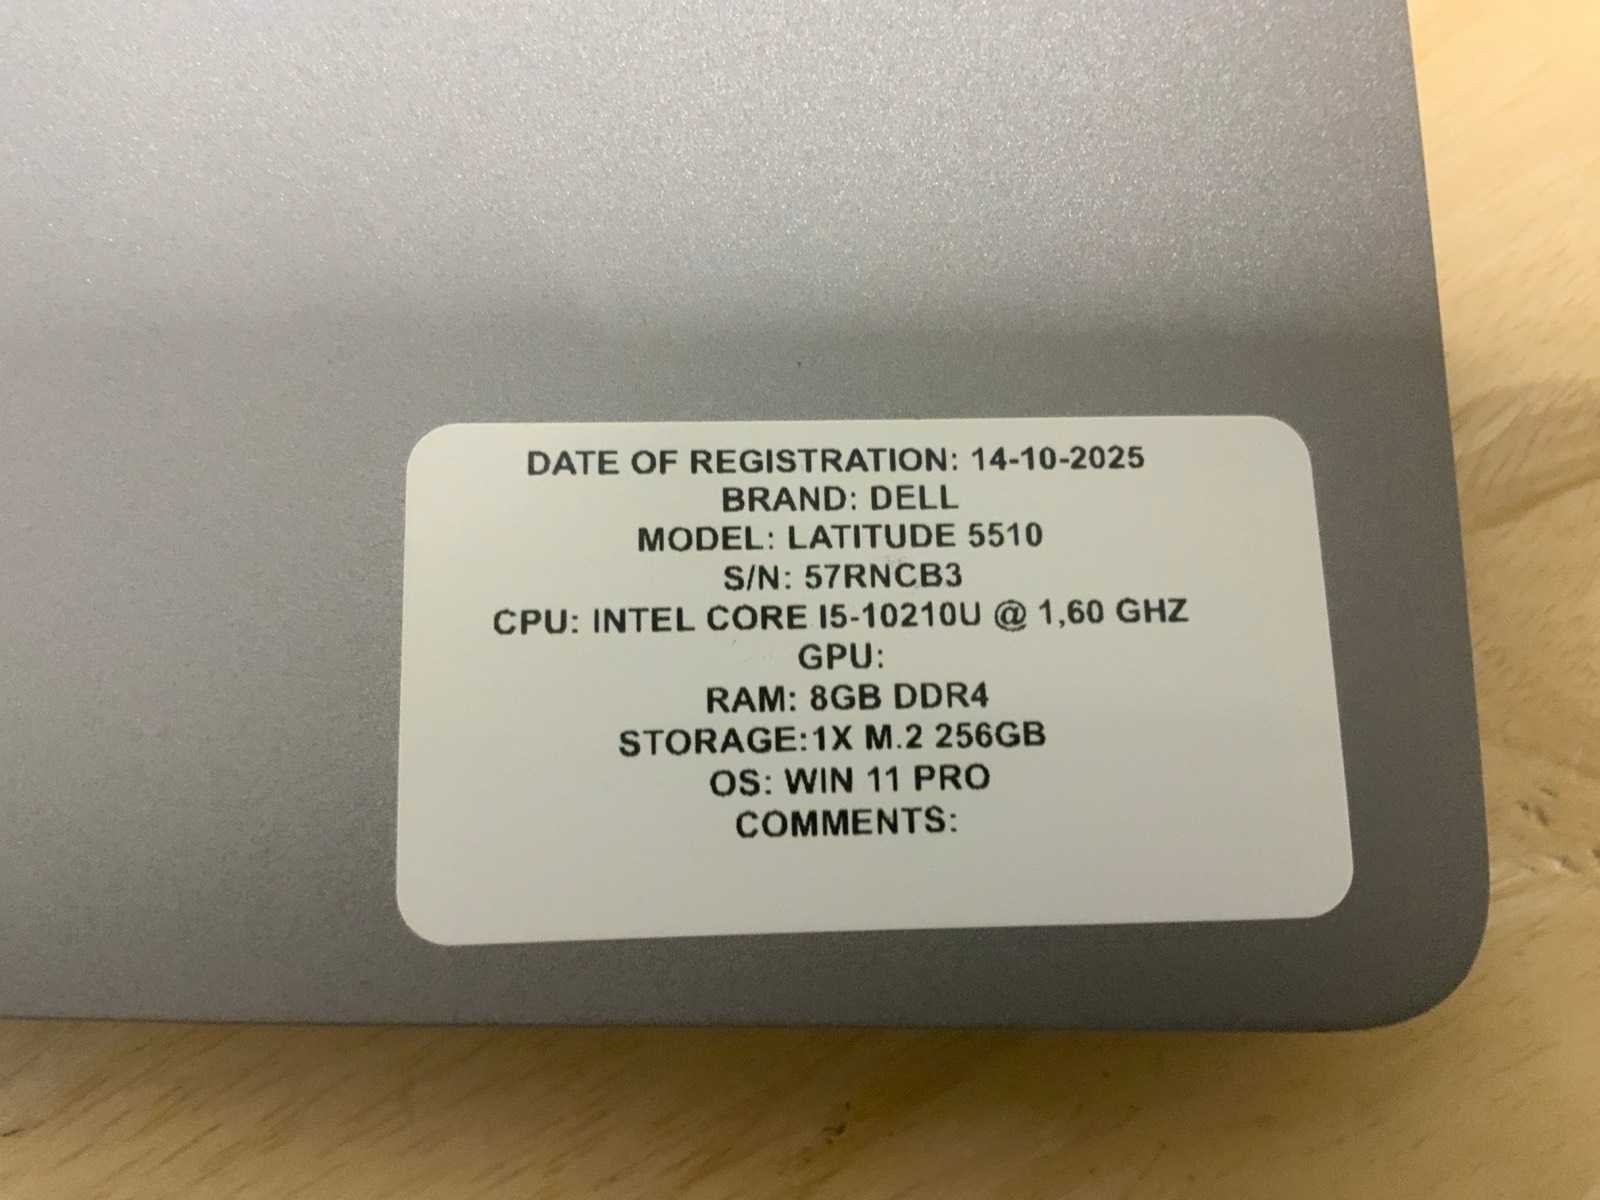 DATE OF REGISTRATION: 14-10-2025
BRAND: DELL
MODEL: LATITUDE 5510
S/N: 57RNCB3
CPU: INTEL CORE I5-10210U @ 1,60 GHZ
GPU:
RAM: 8GB DDR4
STORAGE:1X M.2 256GB
OS: WIN 11 PRO
COMMENTS: